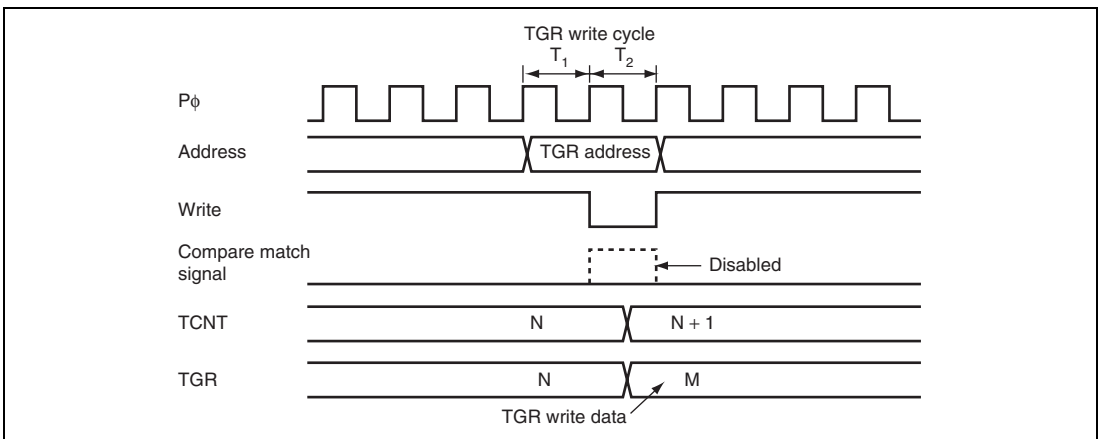 TGR write cycle
T₁ T₂
Pϕ
Address TGR address
Write
Compare match
signal Disabled
TCNT N N + 1
TGR N M
TGR write data